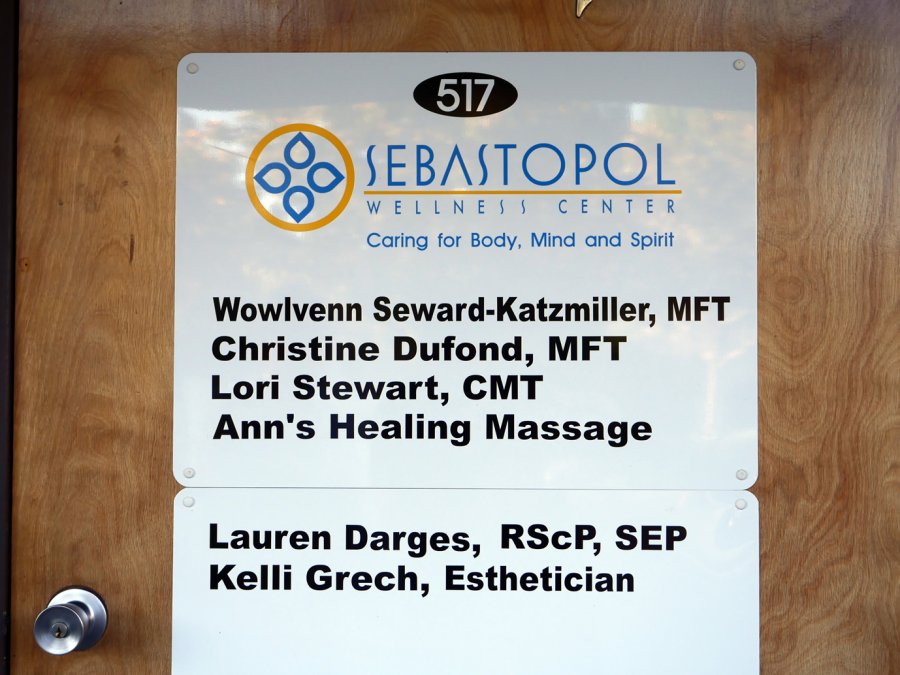 517
SEBASTOPOL
WELLNESS CENTER
Caring for Body, Mind and Spirit
Wowlvenn Seward-Katzmiller, MFT
Christine Dufond, MFT
Lori Stewart, CMT
Ann's Healing Massage
Lauren Darges, RScP, SEP
Kelli Grech, Esthetician